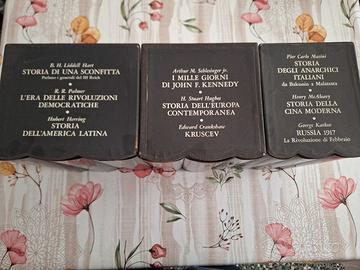 B. H. Liddell Hart
STORIA DI UNA SCONFITTA
Parlano i generali del III Reich
R. R. Palmer
L'ERA DELLE RIVOLUZIONI
DEMOCRATICHE
Hubert Herring
STORIA
DELL'AMERICA LATINA
Arthur M. Schlesinger jr.
I MILLE GIORNI
DI JOHN F. KENNEDY
H. Stuart Hughes
STORIA DELL'EUROPA
CONTEMPORANEA
Edward Crankshaw
KRUSCEV
Pier Carlo Masini
STORIA
DEGLI ANARCHICI
ITALIANI
da Bakunin a Malatesta
Henry McAleavy
STORIA DELLA
CINA MODERNA
George Katkov
RUSSIA 1917
La Rivoluzione di Febbraio